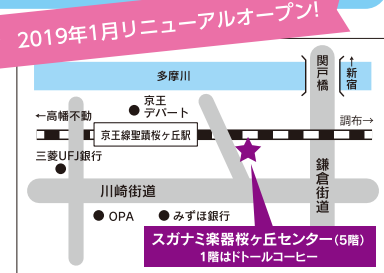 2019年1月リニューアルオープン!
多摩川
関戸橋
↑新宿
京王
デパート
←高幡不動
調布→
京王線聖蹟桜ヶ丘駅
三菱UFJ銀行
川崎街道
鎌倉街道
OPA
みずほ銀行
スガナミ楽器桜ヶ丘センター(5階)
1階はドトールコーヒー